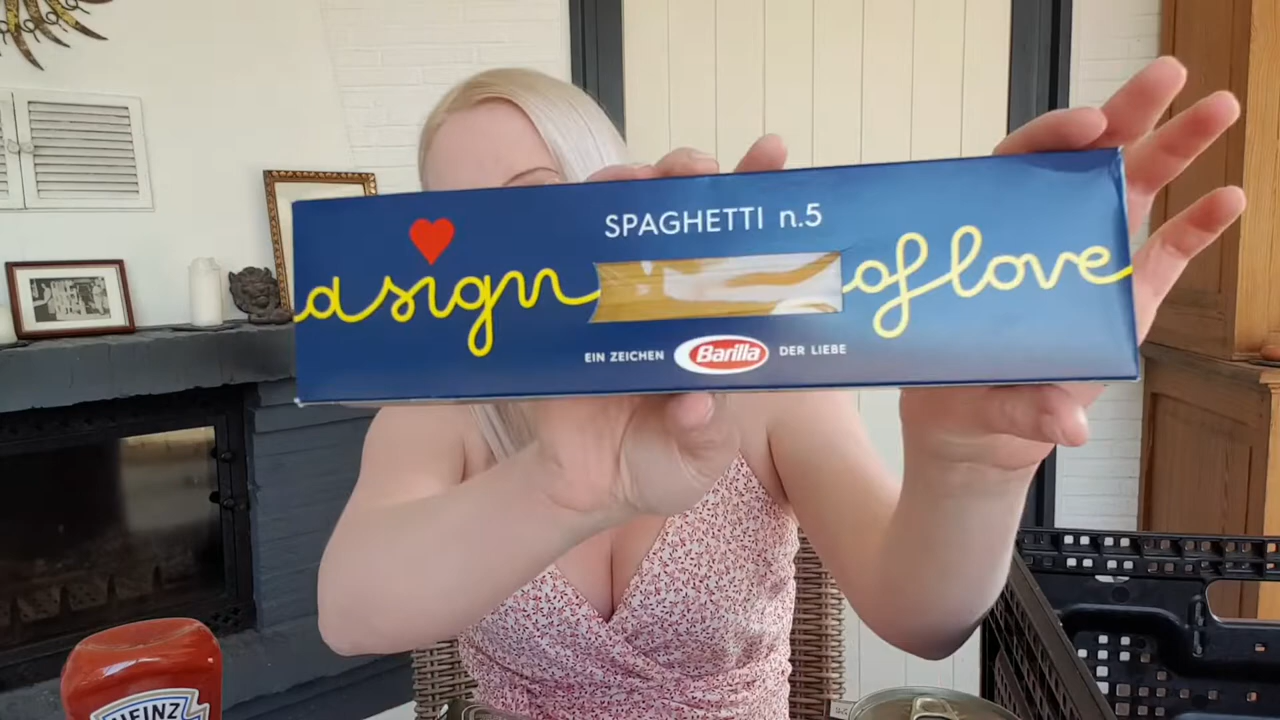 SPAGHETTI n.5
a sign of love
EIN ZEICHEN Barilla DER LIEBE
HEINZ